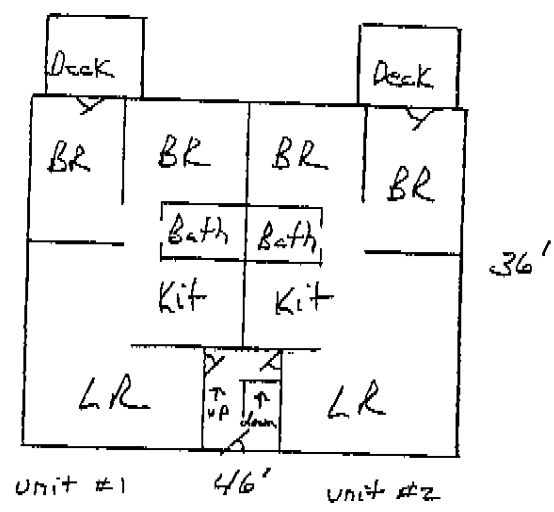 Deck Deck
BR BR BR BR
Bath Bath
36'
Kit Kit
LR ↑ up ↑ down LR
unit #1 46' unit #2